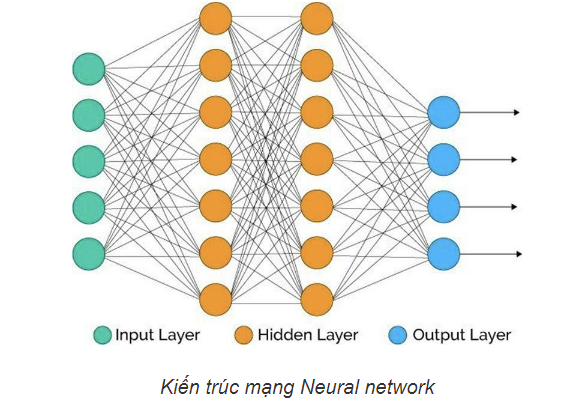 Input Layer Hidden Layer Output Layer
Kiến trúc mạng Neural network